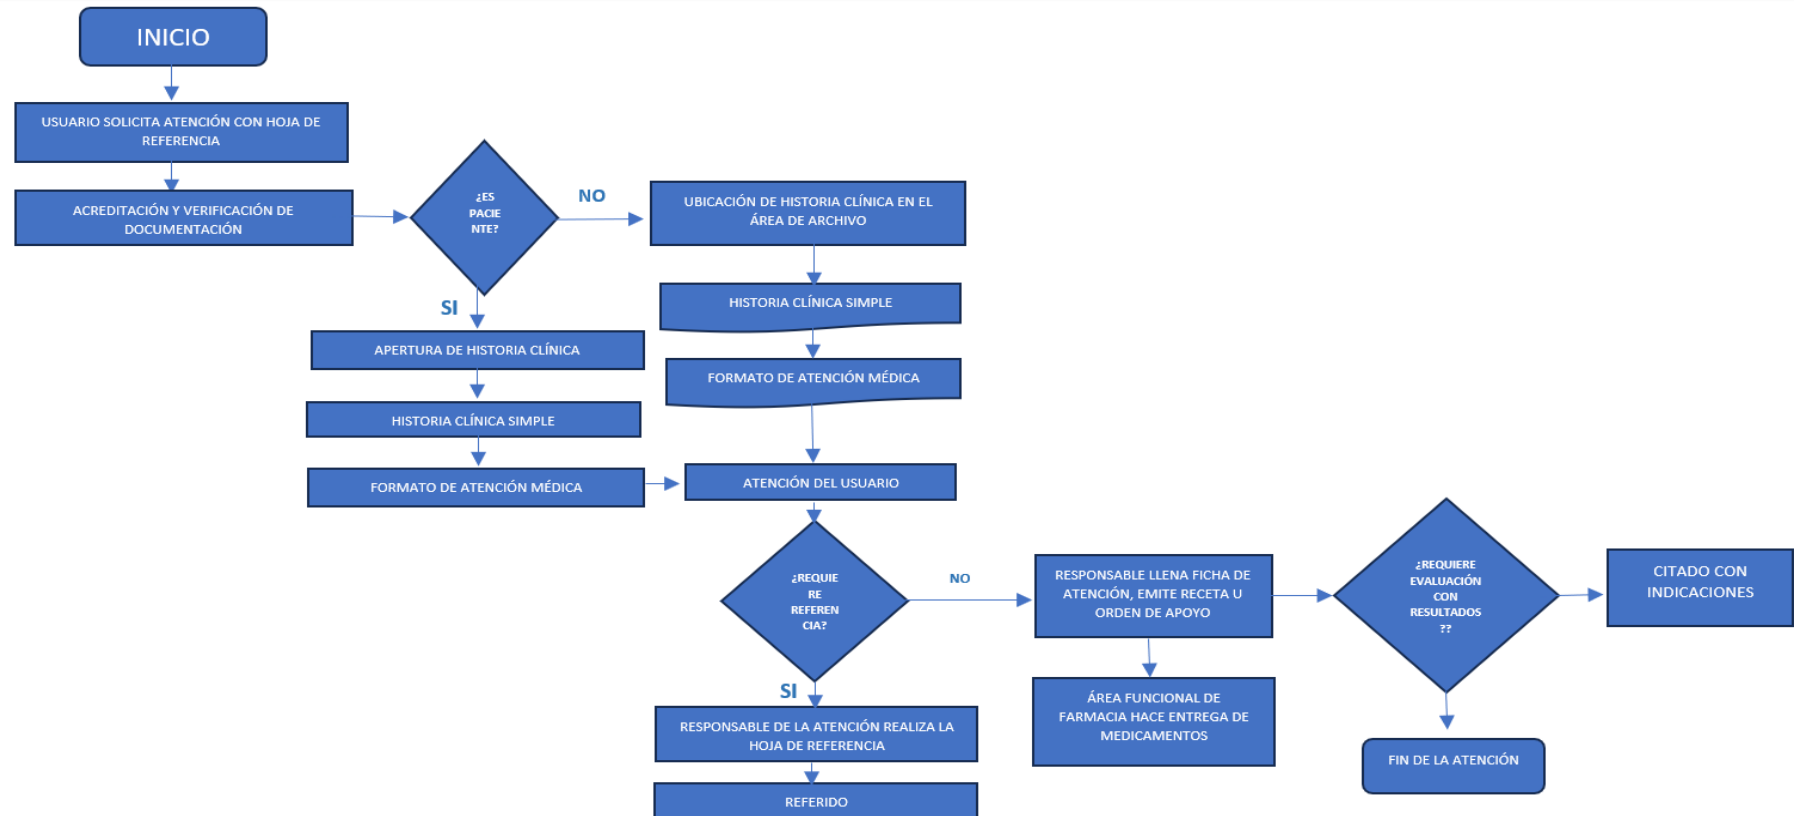 INICIO
USUARIO SOLICITA ATENCIÓN CON HOJA DE
REFERENCIA
ACREDITACIÓN Y VERIFICACIÓN DE
DOCUMENTACIÓN
¿ES
PACIE
NTE?
NO
UBICACIÓN DE HISTORIA CLÍNICA EN EL
ÁREA DE ARCHIVO
HISTORIA CLÍNICA SIMPLE
FORMATO DE ATENCIÓN MÉDICA
SI
APERTURA DE HISTORIA CLÍNICA
HISTORIA CLÍNICA SIMPLE
FORMATO DE ATENCIÓN MÉDICA
ATENCIÓN DEL USUARIO
¿REQUIE
RE
REFEREN
CIA?
NO
RESPONSABLE LLENA FICHA DE
ATENCIÓN, EMITE RECETA U
ORDEN DE APOYO
ÁREA FUNCIONAL DE
FARMACIA HACE ENTREGA DE
MEDICAMENTOS
¿REQUIERE
EVALUACIÓN
CON
RESULTADOS
??
CITADO CON
INDICACIONES
FIN DE LA ATENCIÓN
SI
RESPONSABLE DE LA ATENCIÓN REALIZA LA
HOJA DE REFERENCIA
REFERIDO